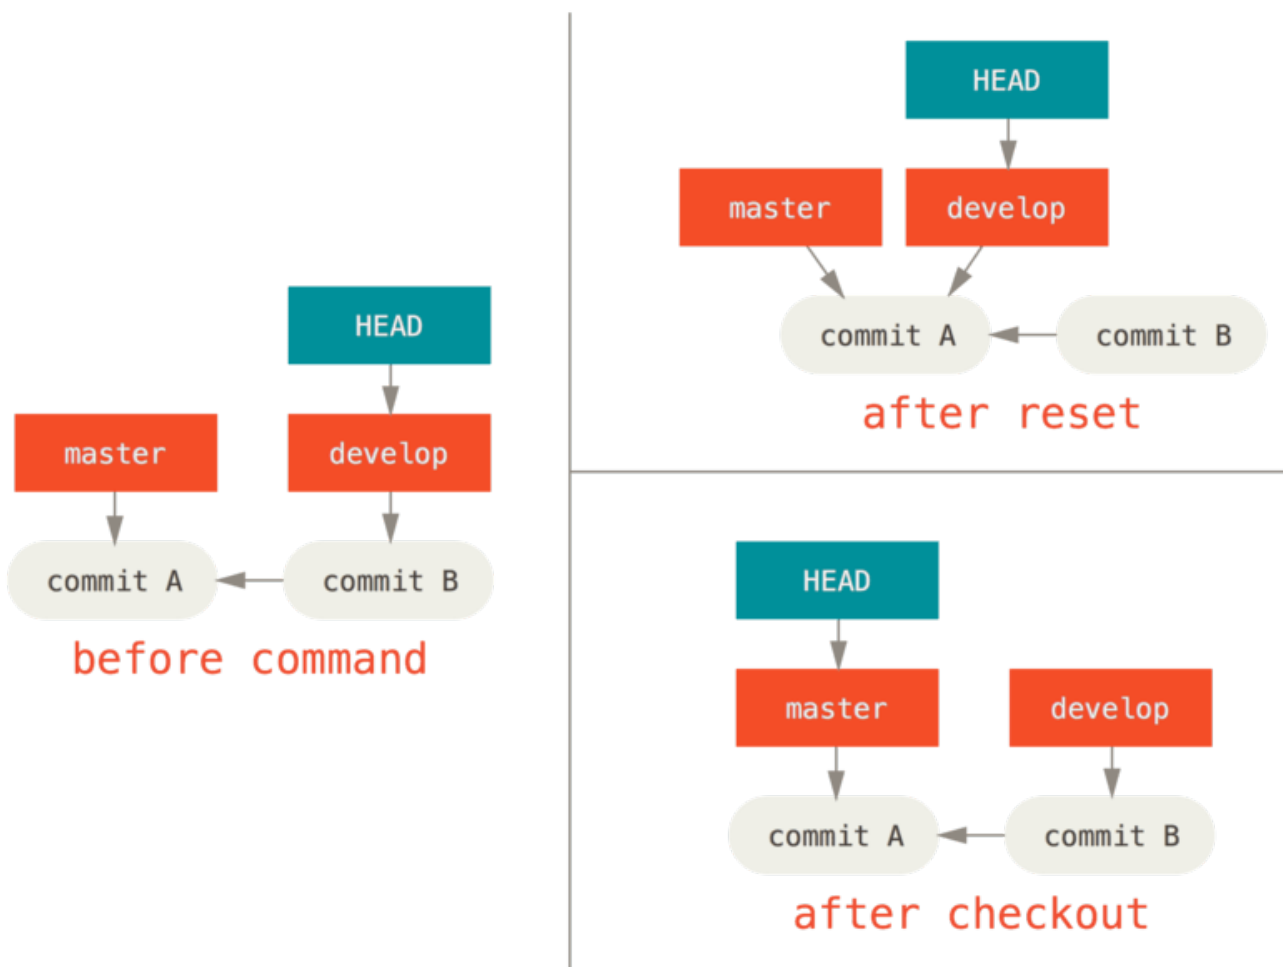 HEAD
master
develop
commit A
commit B
before command
HEAD
master
develop
commit A
commit B
after reset
HEAD
master
develop
commit A
commit B
after checkout